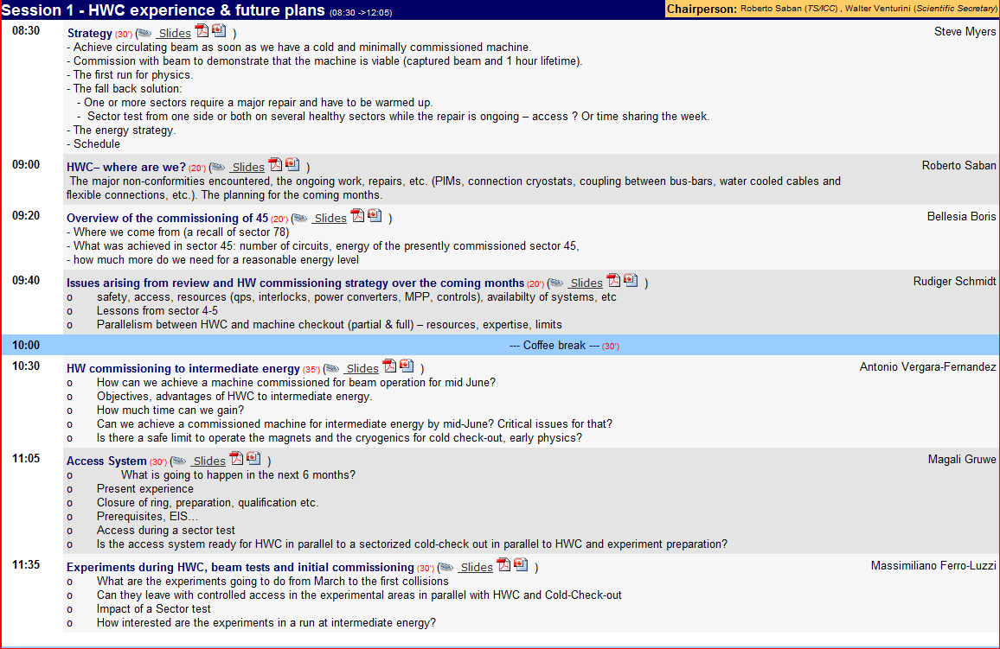 Session 1 - HWC experience & future plans (08:30 ->12:05) Chairperson: Roberto Saban (TS/ICC) , Walter Venturini (Scientific Secretary)
08:30 Strategy (30') ( Slides ) Steve Myers
- Achieve circulating beam as soon as we have a cold and minimally commissioned machine.
- Commission with beam to demonstrate that the machine is viable (captured beam and 1 hour lifetime).
- The first run for physics.
- The fall back solution:
- One or more sectors require a major repair and have to be warmed up.
- Sector test from one side or both on several healthy sectors while the repair is ongoing – access ? Or time sharing the week.
- The energy strategy.
- Schedule
09:00 HWC– where are we? (20') ( Slides ) Roberto Saban
The major non-conformities encountered, the ongoing work, repairs, etc. (PIMs, connection cryostats, coupling between bus-bars, water cooled cables and
flexible connections, etc.). The planning for the coming months.
09:20 Overview of the commissioning of 45 (20') ( Slides ) Bellesia Boris
- Where we come from (a recall of sector 78)
- What was achieved in sector 45: number of circuits, energy of the presently commissioned sector 45,
- how much more do we need for a reasonable energy level
09:40 Issues arising from review and HW commissioning strategy over the coming months (20') ( Slides ) Rudiger Schmidt
o safety, access, resources (qps, interlocks, power converters, MPP, controls), availabilty of systems, etc
o Lessons from sector 4-5
o Parallelism between HWC and machine checkout (partial & full) – resources, expertise, limits
10:00 --- Coffee break --- (30')
10:30 HW commissioning to intermediate energy (35') ( Slides ) Antonio Vergara-Fernandez
o How can we achieve a machine commissioned for beam operation for mid June?
o Objectives, advantages of HWC to intermediate energy.
o How much time can we gain?
o Can we achieve a commissioned machine for intermediate energy by mid-June? Critical issues for that?
o Is there a safe limit to operate the magnets and the cryogenics for cold check-out, early physics?
11:05 Access System (30') ( Slides ) Magali Gruwe
o What is going to happen in the next 6 months?
o Present experience
o Closure of ring, preparation, qualification etc.
o Prerequisites, EIS...
o Access during a sector test
o Is the access system ready for HWC in parallel to a sectorized cold-check out in parallel to HWC and experiment preparation?
11:35 Experiments during HWC, beam tests and initial commissioning (30') ( Slides ) Massimiliano Ferro-Luzzi
o What are the experiments going to do from March to the first collisions
o Can they leave with controlled access in the experimental areas in parallel with HWC and Cold-Check-out
o Impact of a Sector test
o How interested are the experiments in a run at intermediate energy?